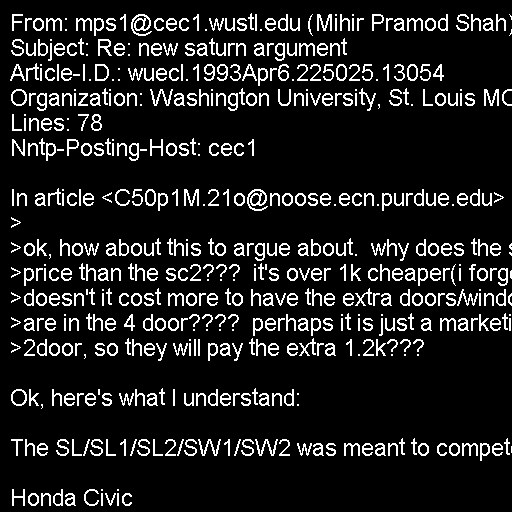 From: mps1@cec1.wustl.edu (Mihir Pramod Shah)
Subject: Re: new saturn argument
Article-I.D.: wuecl.1993Apr6.225025.13054
Organization: Washington University, St. Louis MO
Lines: 78
Nntp-Posting-Host: cec1

In article <C50p1M.21o@noose.ecn.purdue.edu>
>
>ok, how about this to argue about.  why does the s
>price than the sc2???  it's over 1k cheaper(i forge
>doesn't it cost more to have the extra doors/windo
>are in the 4 door????  perhaps it is just a marketi
>2door, so they will pay the extra 1.2k???

Ok, here's what I understand:

The SL/SL1/SL2/SW1/SW2 was meant to compete

Honda Civic